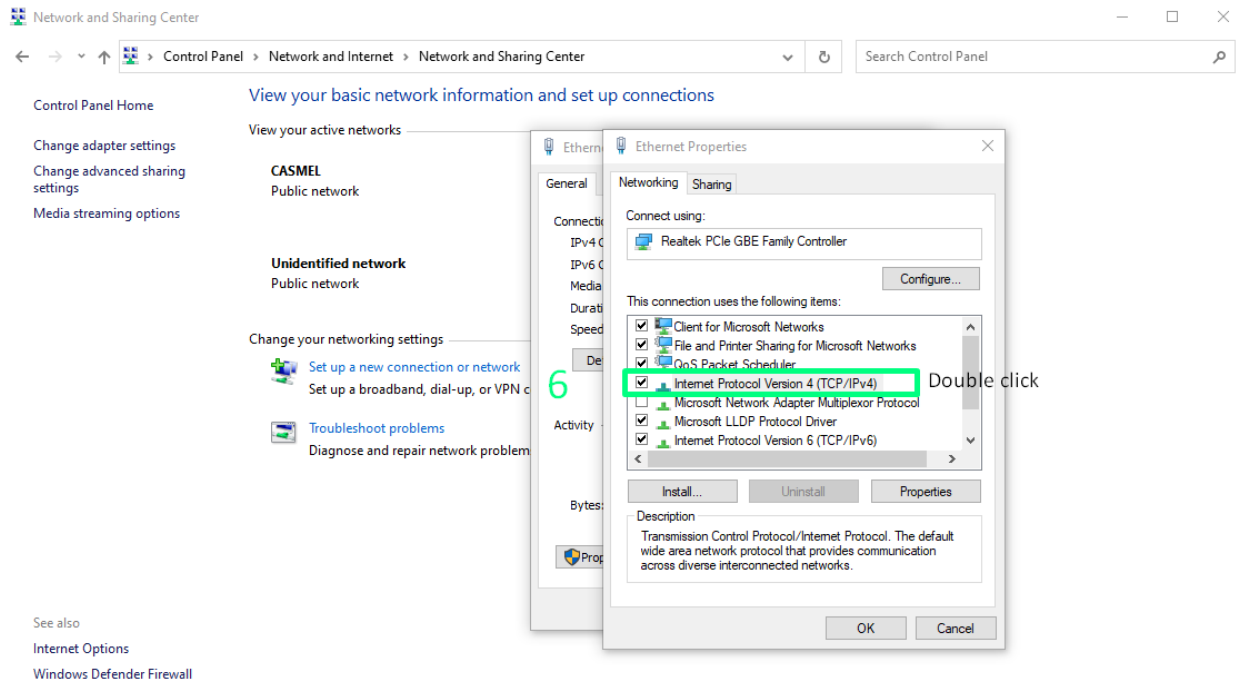 Network and Sharing Center
Control Panel > Network and Internet > Network and Sharing Center
Search Control Panel
Control Panel Home
Change adapter settings
Change advanced sharing
settings
Media streaming options
See also
Internet Options
Windows Defender Firewall
View your basic network information and set up connections
View your active networks
CASMEL
Public network
Unidentified network
Public network
Change your networking settings
Set up a new connection or network
Set up a broadband, dial-up, or VPN c
Troubleshoot problems
Diagnose and repair network problem
Ethern
General
Connectio
IPv4 C
IPv6 C
Media
Durati
Speed
De
6
Activity
Bytes:
Prop
Ethernet Properties
Networking
Sharing
Connect using:
Realtek PCIe GBE Family Controller
Configure...
This connection uses the following items:
Client for Microsoft Networks
File and Printer Sharing for Microsoft Networks
QoS Packet Scheduler
Internet Protocol Version 4 (TCP/IPv4)
Double click
Microsoft Network Adapter Multiplexor Protocol
Microsoft LLDP Protocol Driver
Internet Protocol Version 6 (TCP/IPv6)
Install...
Uninstall
Properties
Description
Transmission Control Protocol/Internet Protocol. The default
wide area network protocol that provides communication
across diverse interconnected networks.
OK
Cancel